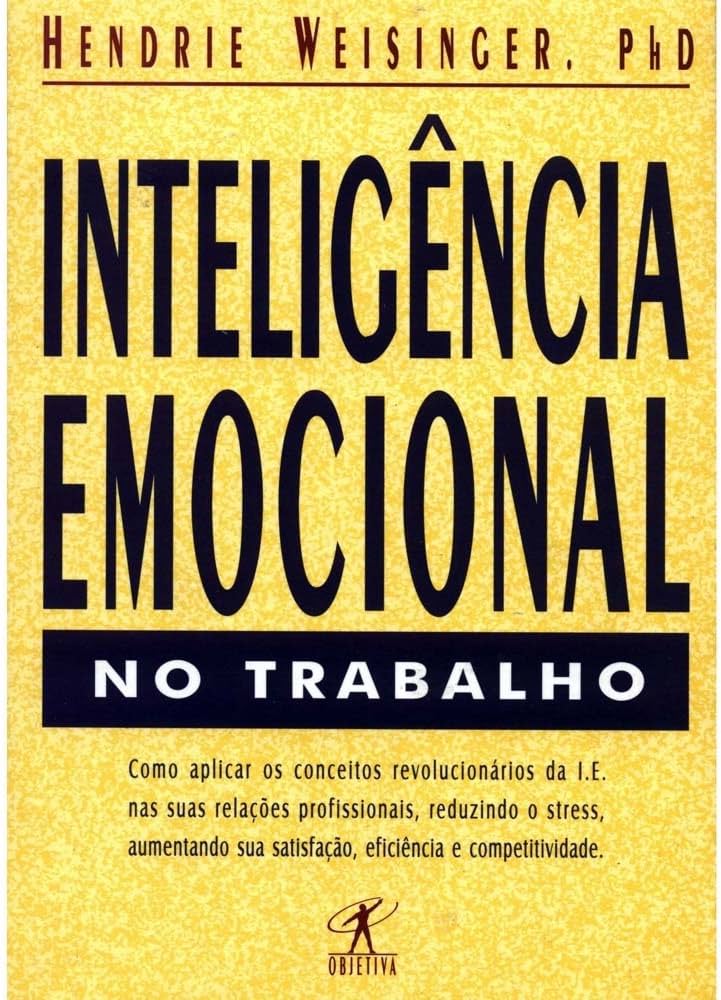 HENDRIE WEISINGER, PhD
INTELIGÊNCIA
EMOCIONAL
NO TRABALHO
Como aplicar os conceitos revolucionários da I.E.
nas suas relações profissionais, reduzindo o stress,
aumentando sua satisfação, eficiência e competitividade.
OBJETIVA